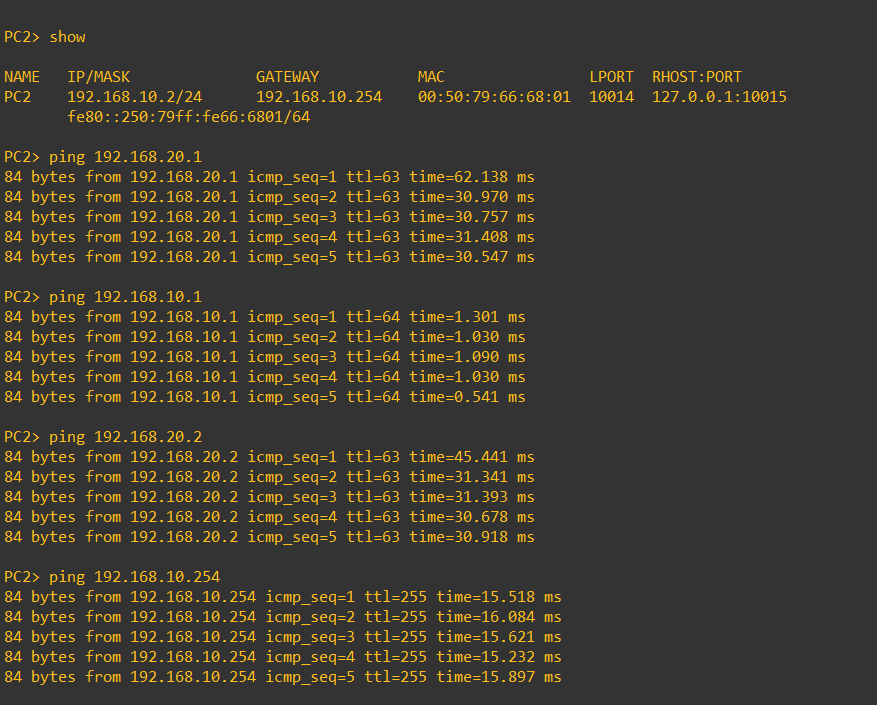 PC2> show
NAME   IP/MASK              GATEWAY           MAC                LPORT  RHOST:PORT
PC2    192.168.10.2/24      192.168.10.254    00:50:79:66:68:01  10014  127.0.0.1:10015
       fe80::250:79ff:fe66:6801/64
PC2> ping 192.168.20.1
84 bytes from 192.168.20.1 icmp_seq=1 ttl=63 time=62.138 ms
84 bytes from 192.168.20.1 icmp_seq=2 ttl=63 time=30.970 ms
84 bytes from 192.168.20.1 icmp_seq=3 ttl=63 time=30.757 ms
84 bytes from 192.168.20.1 icmp_seq=4 ttl=63 time=31.408 ms
84 bytes from 192.168.20.1 icmp_seq=5 ttl=63 time=30.547 ms
PC2> ping 192.168.10.1
84 bytes from 192.168.10.1 icmp_seq=1 ttl=64 time=1.301 ms
84 bytes from 192.168.10.1 icmp_seq=2 ttl=64 time=1.030 ms
84 bytes from 192.168.10.1 icmp_seq=3 ttl=64 time=1.090 ms
84 bytes from 192.168.10.1 icmp_seq=4 ttl=64 time=1.030 ms
84 bytes from 192.168.10.1 icmp_seq=5 ttl=64 time=0.541 ms
PC2> ping 192.168.20.2
84 bytes from 192.168.20.2 icmp_seq=1 ttl=63 time=45.441 ms
84 bytes from 192.168.20.2 icmp_seq=2 ttl=63 time=31.341 ms
84 bytes from 192.168.20.2 icmp_seq=3 ttl=63 time=31.393 ms
84 bytes from 192.168.20.2 icmp_seq=4 ttl=63 time=30.678 ms
84 bytes from 192.168.20.2 icmp_seq=5 ttl=63 time=30.918 ms
PC2> ping 192.168.10.254
84 bytes from 192.168.10.254 icmp_seq=1 ttl=255 time=15.518 ms
84 bytes from 192.168.10.254 icmp_seq=2 ttl=255 time=16.084 ms
84 bytes from 192.168.10.254 icmp_seq=3 ttl=255 time=15.621 ms
84 bytes from 192.168.10.254 icmp_seq=4 ttl=255 time=15.232 ms
84 bytes from 192.168.10.254 icmp_seq=5 ttl=255 time=15.897 ms